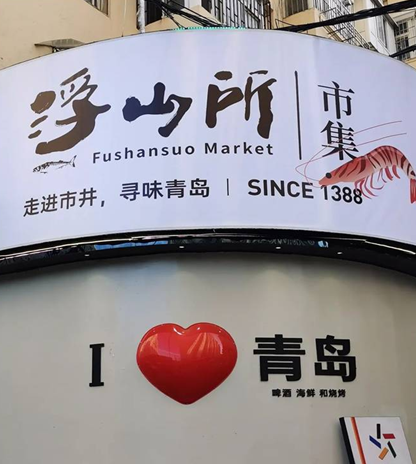 浮山所
市集
Fushansuo Market
走进市井，寻味青岛 | SINCE 1388
I 青岛
啤酒 海鲜 和烧烤